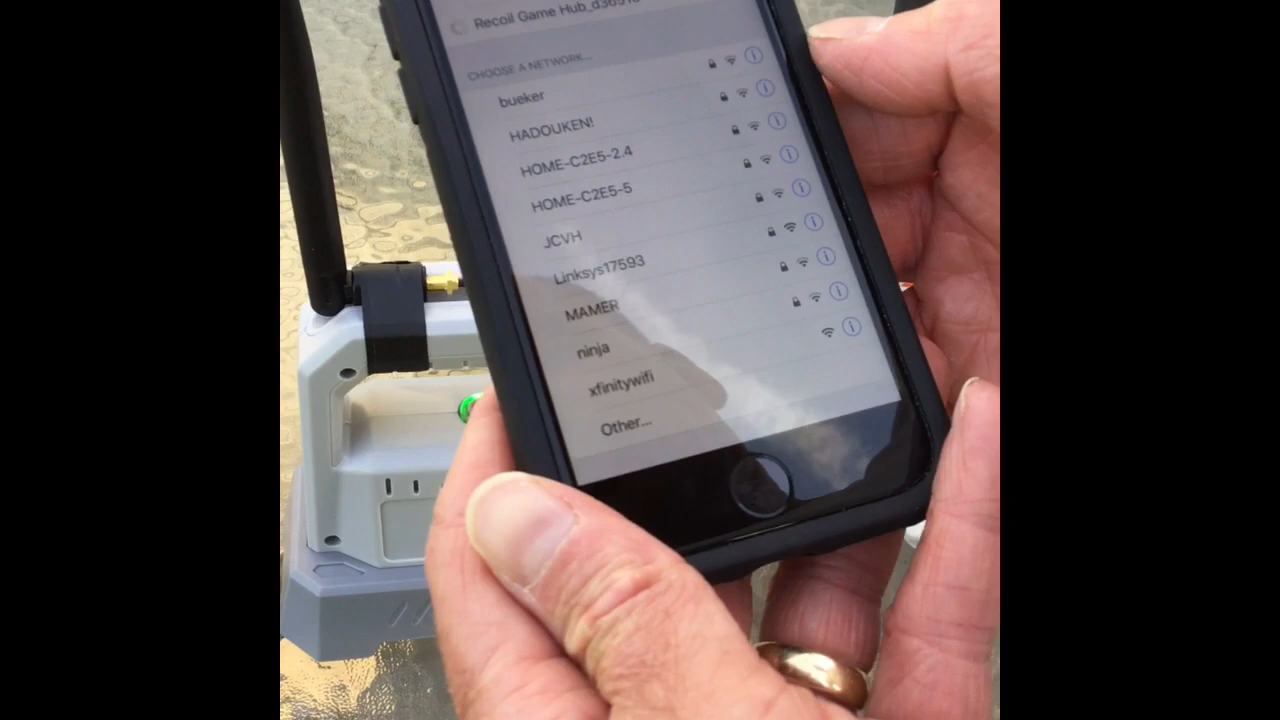 Recoil Game Hub_d36918
CHOOSE A NETWORK...
bueker
HADOUKEN!
HOME-C2E5-2.4
HOME-C2E5-5
JCVH
Linksys17593
MAMER
ninja
xfinitywifi
Other...